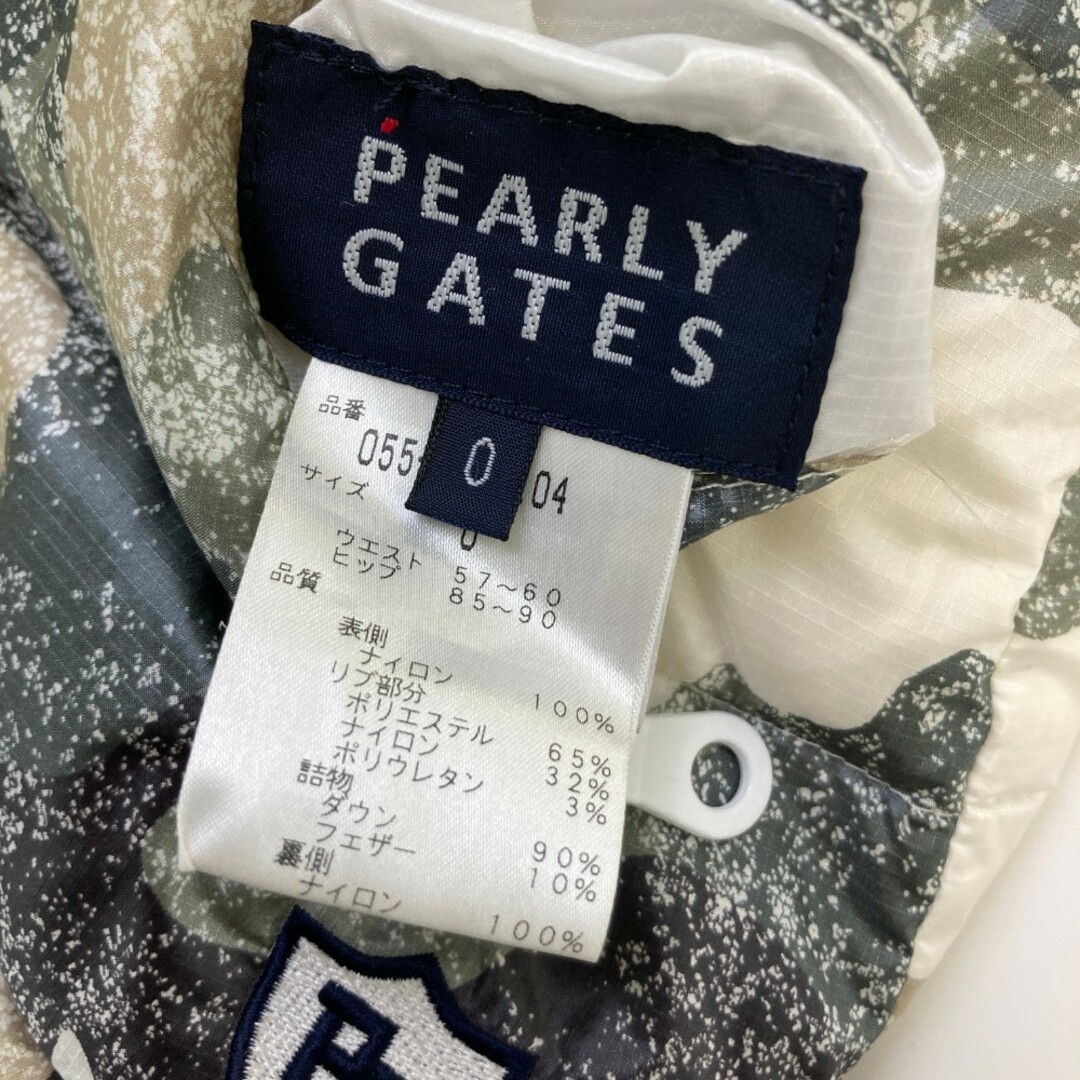 PEARLY
GATES
0
品番
055 04
サイズ
0
ウエスト 57～60
ヒップ 85～90
品質
表側
ナイロン 100%
リブ部分
ポリエステル 65%
ナイロン 32%
ポリウレタン 3%
詰物
ダウン 90%
フェザー 10%
裏側
ナイロン 100%